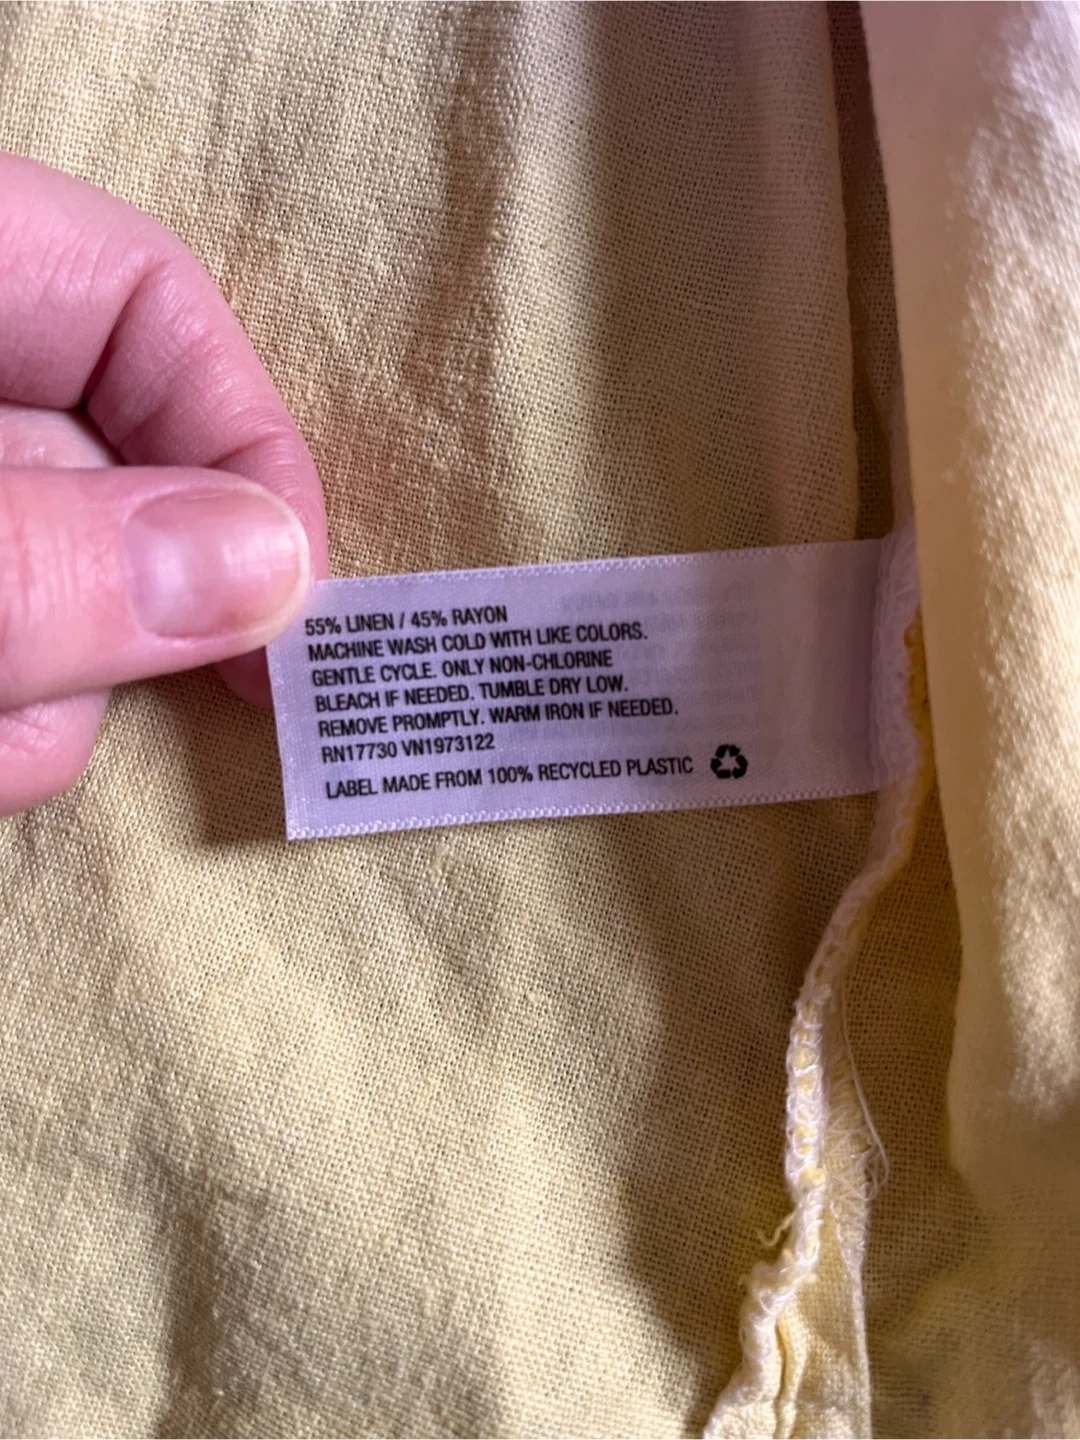 55% LINEN / 45% RAYON
MACHINE WASH COLD WITH LIKE COLORS.
GENTLE CYCLE. ONLY NON-CHLORINE
BLEACH IF NEEDED. TUMBLE DRY LOW.
REMOVE PROMPTLY. WARM IRON IF NEEDED.
RN17730 VN1973122
LABEL MADE FROM 100% RECYCLED PLASTIC